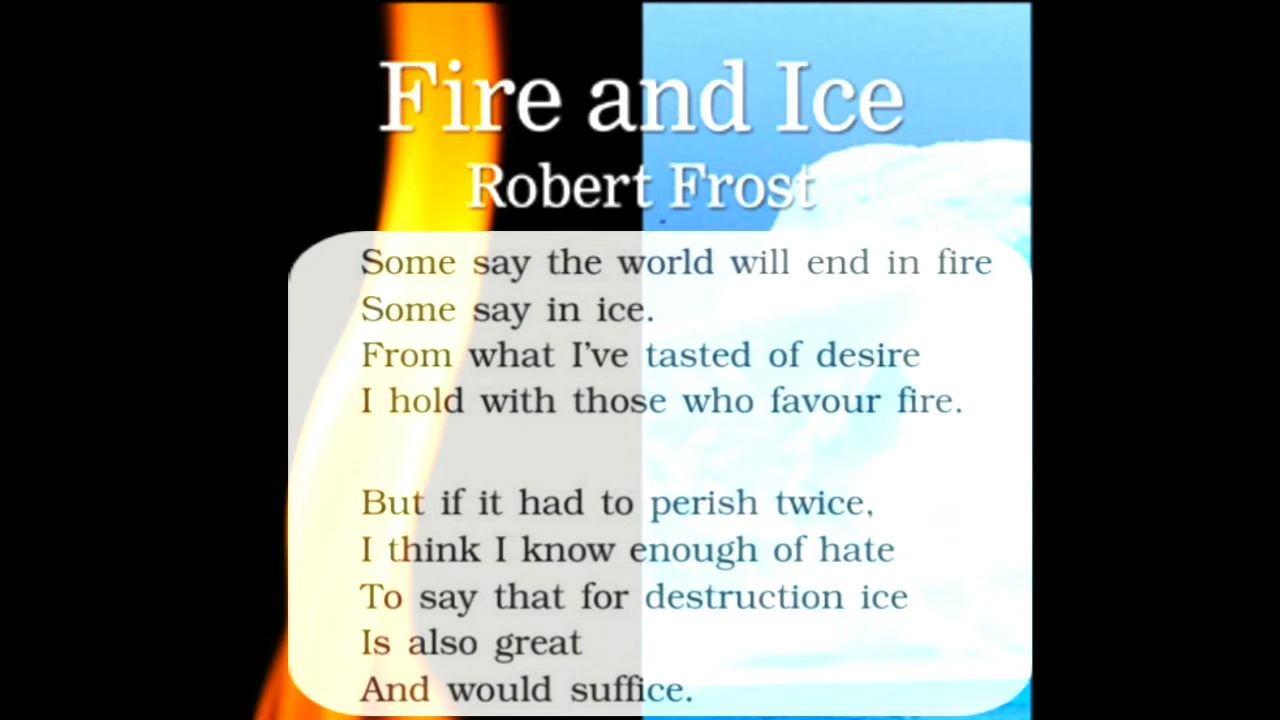 Fire and Ice
Robert Frost
Some say the world will end in fire
Some say in ice.
From what I've tasted of desire
I hold with those who favour fire.
But if it had to perish twice,
I think I know enough of hate
To say that for destruction ice
Is also great
And would suffice.